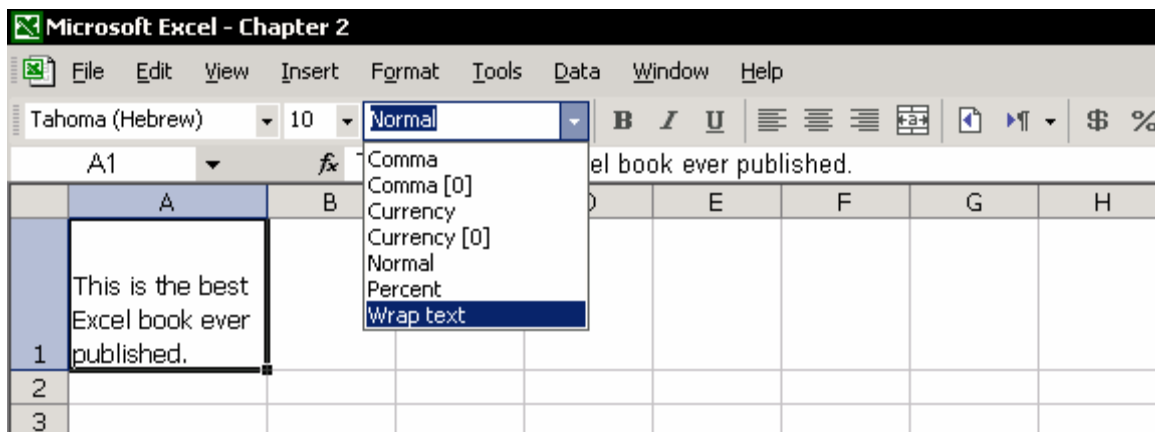 Microsoft Excel - Chapter 2
File Edit View Insert Format Tools Data Window Help
Tahoma (Hebrew) 10 Normal B I U $ %
A1 fx el book ever published.
Comma
Comma [0]
Currency
Currency [0]
Normal
Percent
Wrap text
A B E F G H
This is the best
Excel book ever
published.
1
2
3